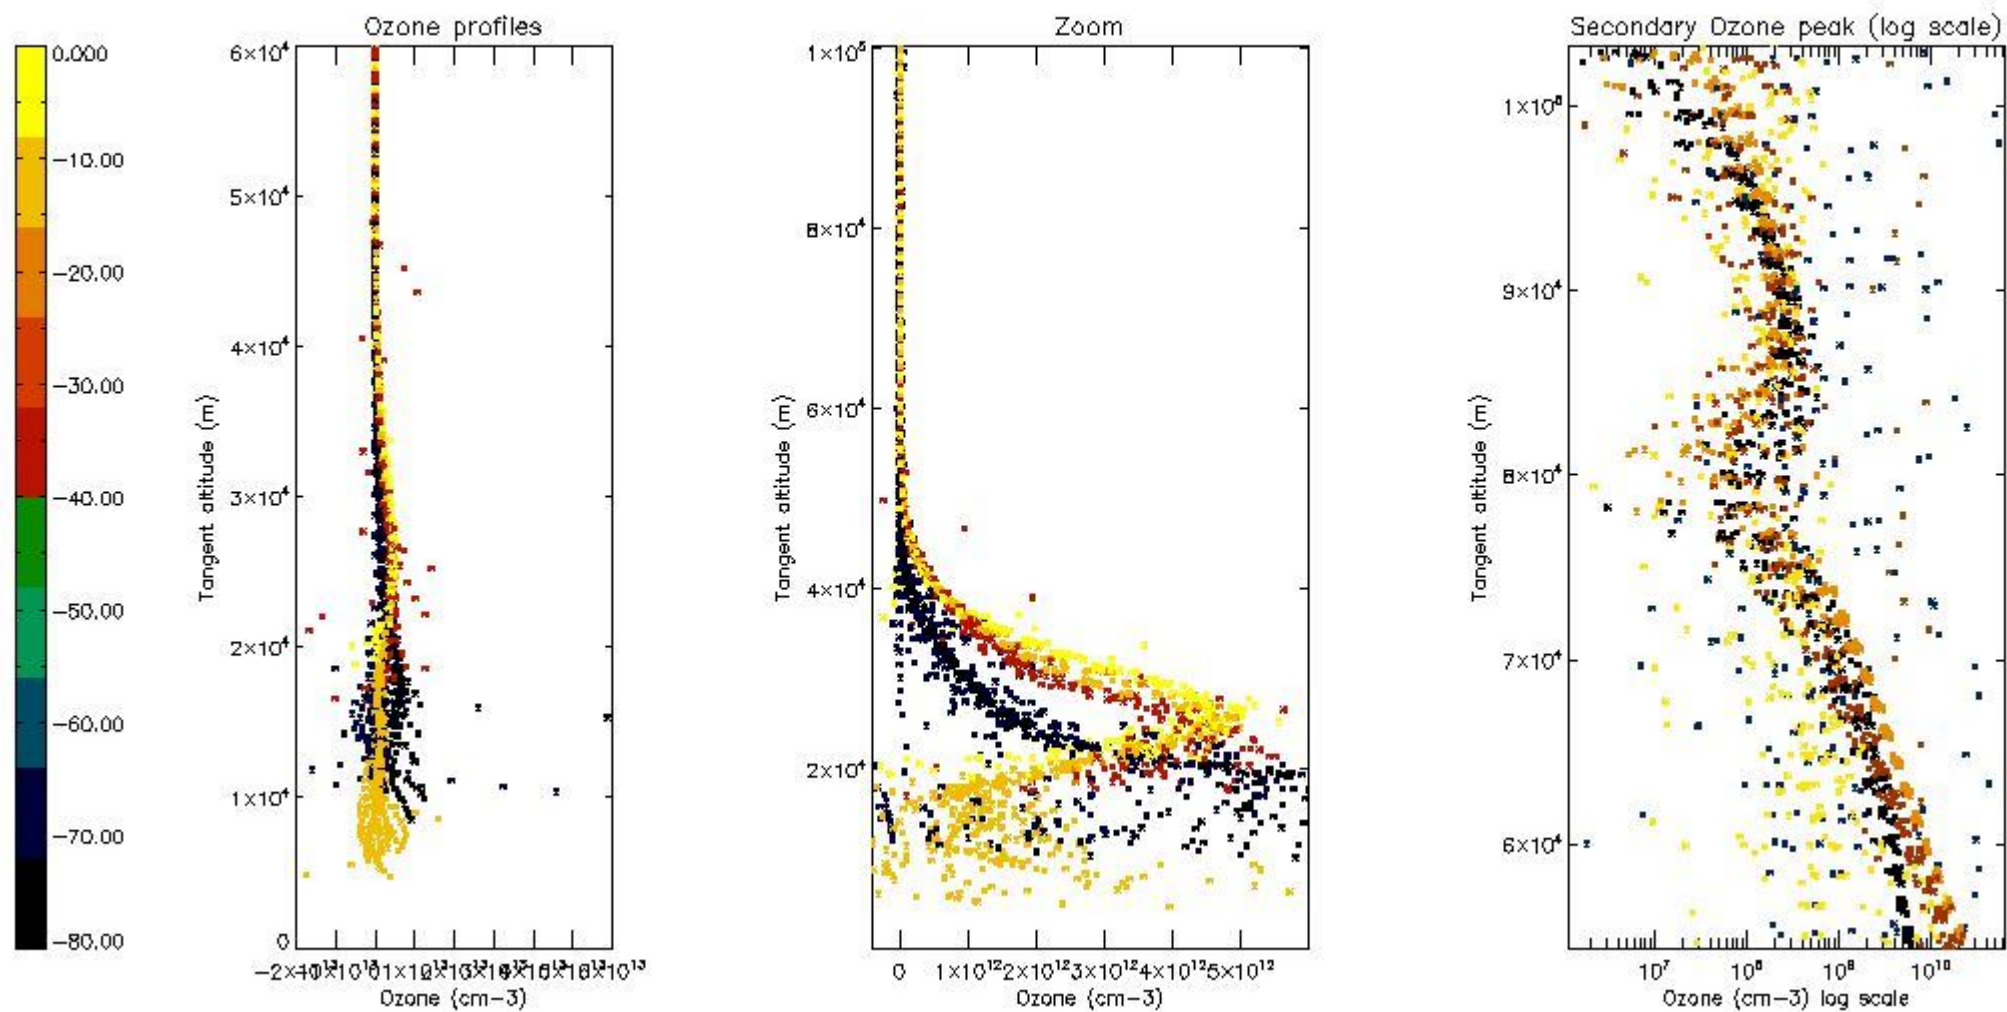 Ozone profiles
Zoom
Secondary Ozone peak (log scale)
0.000
−10.00
−20.00
−30.00
−40.00
−50.00
−60.00
−70.00
−80.00
6×10⁴
5×10⁴
4×10⁴
3×10⁴
2×10⁴
1×10⁴
0
Tangent altitude (m)
Ozone (cm−3)
1×10⁵
8×10⁴
6×10⁴
4×10⁴
2×10⁴
Tangent altitude (m)
0 1×10¹² 2×10¹² 3×10¹² 4×10¹² 5×10¹²
Ozone (cm−3)
9×10⁴
8×10⁴
7×10⁴
6×10⁴
Tangent altitude (m)
10⁷ 10⁸ 10⁹ 10¹⁰
Ozone (cm−3) log scale